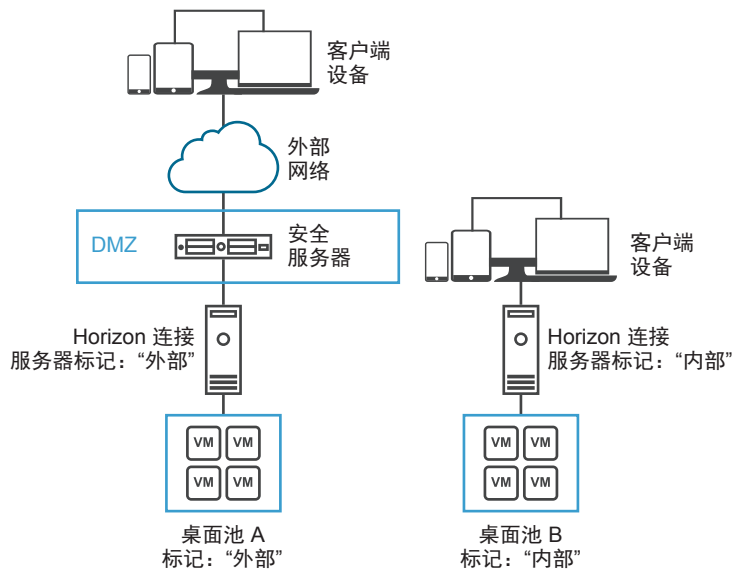 客户端
设备
外部
网络
DMZ
安全
服务器
Horizon 连接
服务器标记：“外部”
VM VM
VM VM
桌面池 A
标记：“外部”
客户端
设备
Horizon 连接
服务器标记：“内部”
VM VM
VM VM
桌面池 B
标记：“内部”